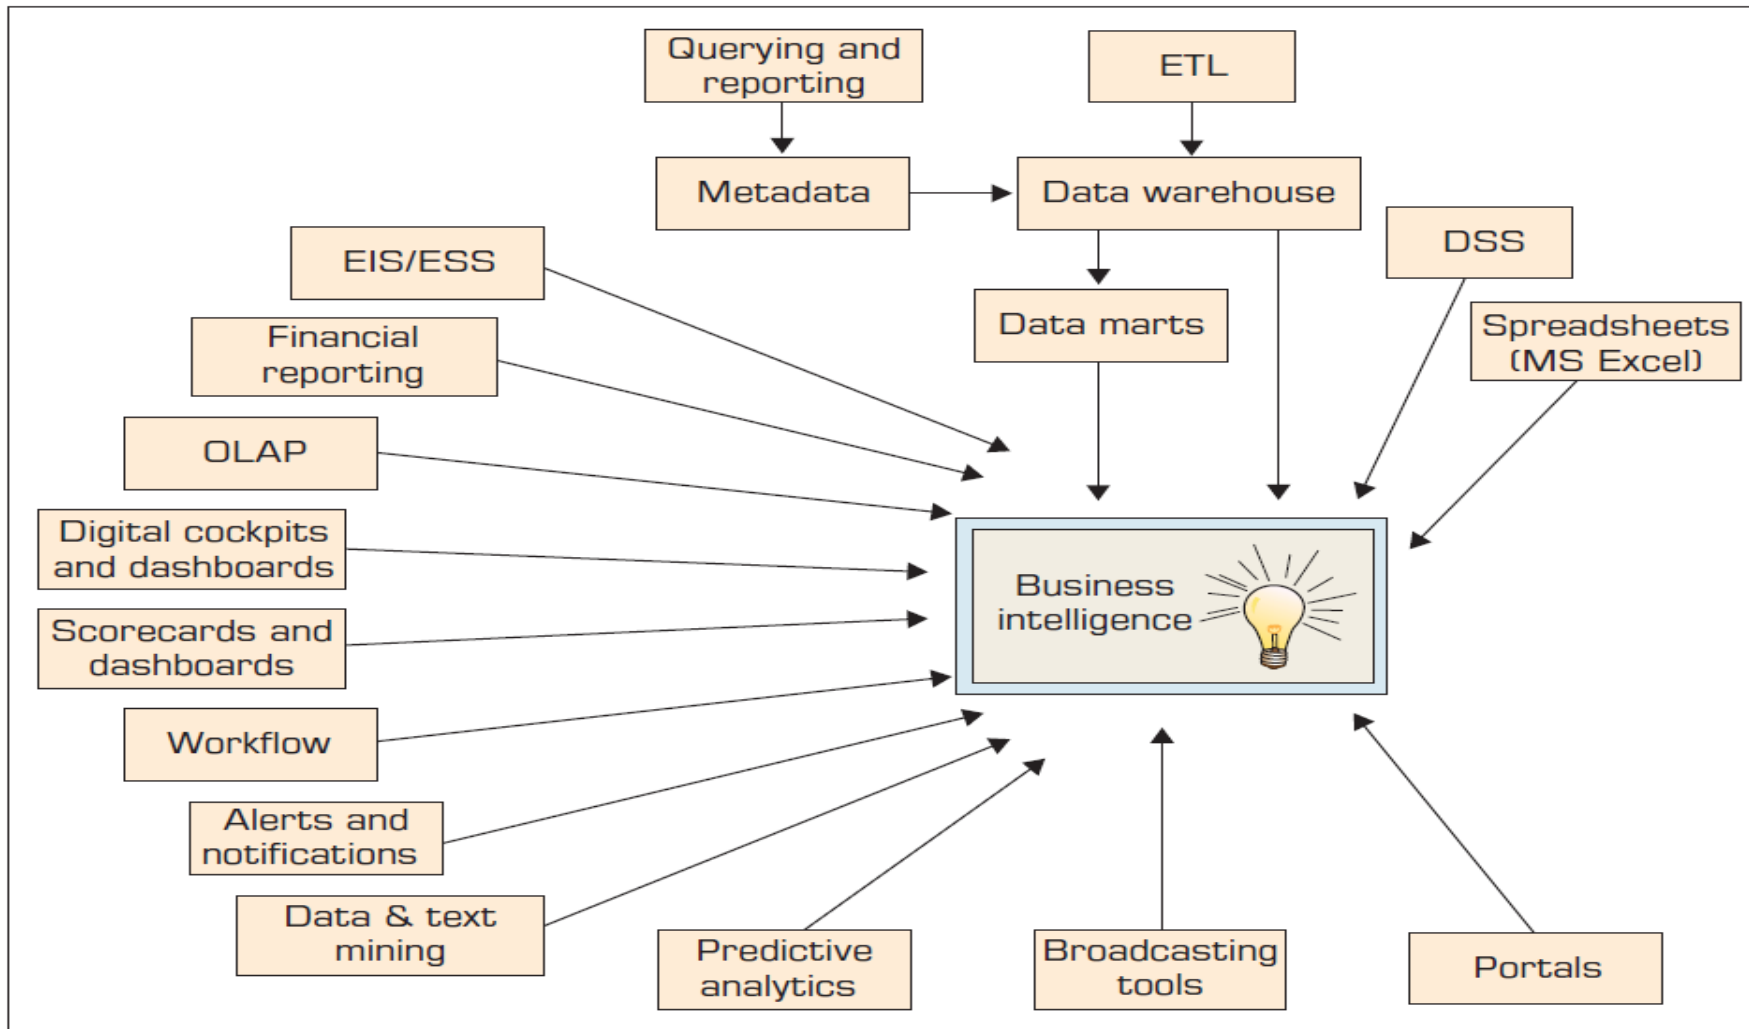 Querying and
reporting
ETL
Metadata
Data warehouse
DSS
EIS/ESS
Data marts
Spreadsheets
(MS Excel)
Financial
reporting
OLAP
Digital cockpits
and dashboards
Business
intelligence
Scorecards and
dashboards
Workflow
Alerts and
notifications
Data & text
mining
Predictive
analytics
Broadcasting
tools
Portals